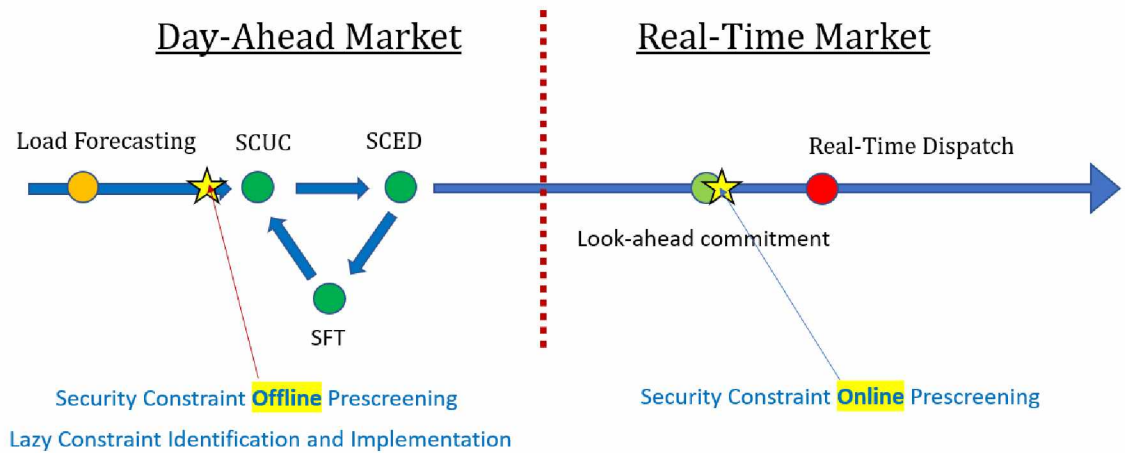 Day-Ahead Market
Real-Time Market
Load Forecasting
SCUC
SCED
Real-Time Dispatch
Look-ahead commitment
SFT
Security Constraint Offline Prescreening
Security Constraint Online Prescreening
Lazy Constraint Identification and Implementation